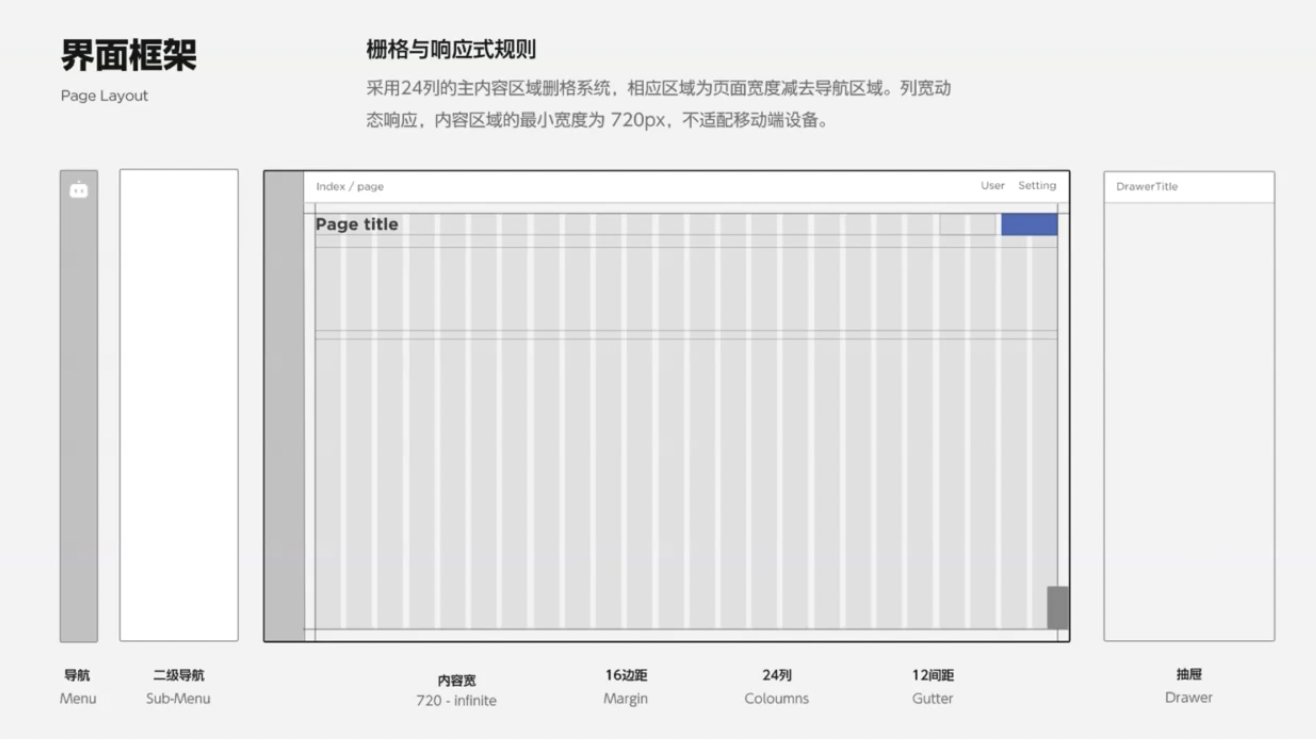 界面框架
Page Layout
栅格与响应式规则
采用24列的主内容区域删格系统，相应区域为页面宽度减去导航区域。列宽动
态响应，内容区域的最小宽度为 720px，不适配移动端设备。
Index / page
User Setting
Page title
DrawerTitle
导航
Menu
二级导航
Sub-Menu
内容宽
720 - infinite
16边距
Margin
24列
Coloumns
12间距
Gutter
抽屉
Drawer